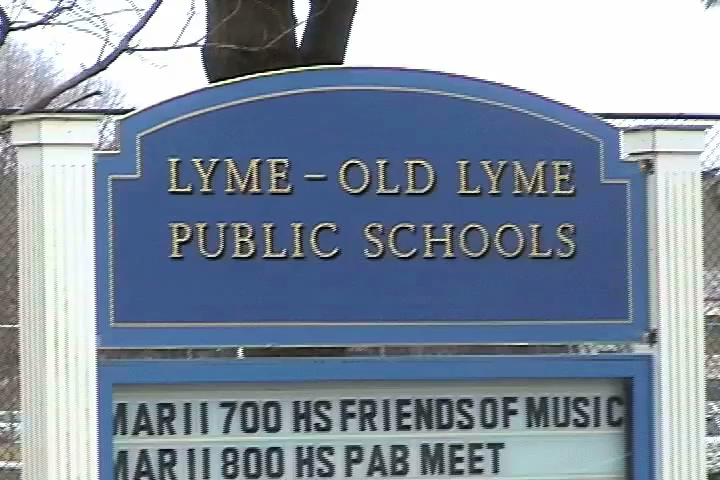 LYME-OLD LYME
PUBLIC SCHOOLS
MAR 11 700 HS FRIENDS OF MUSIC
MAR 11 800 HS PAB MEET